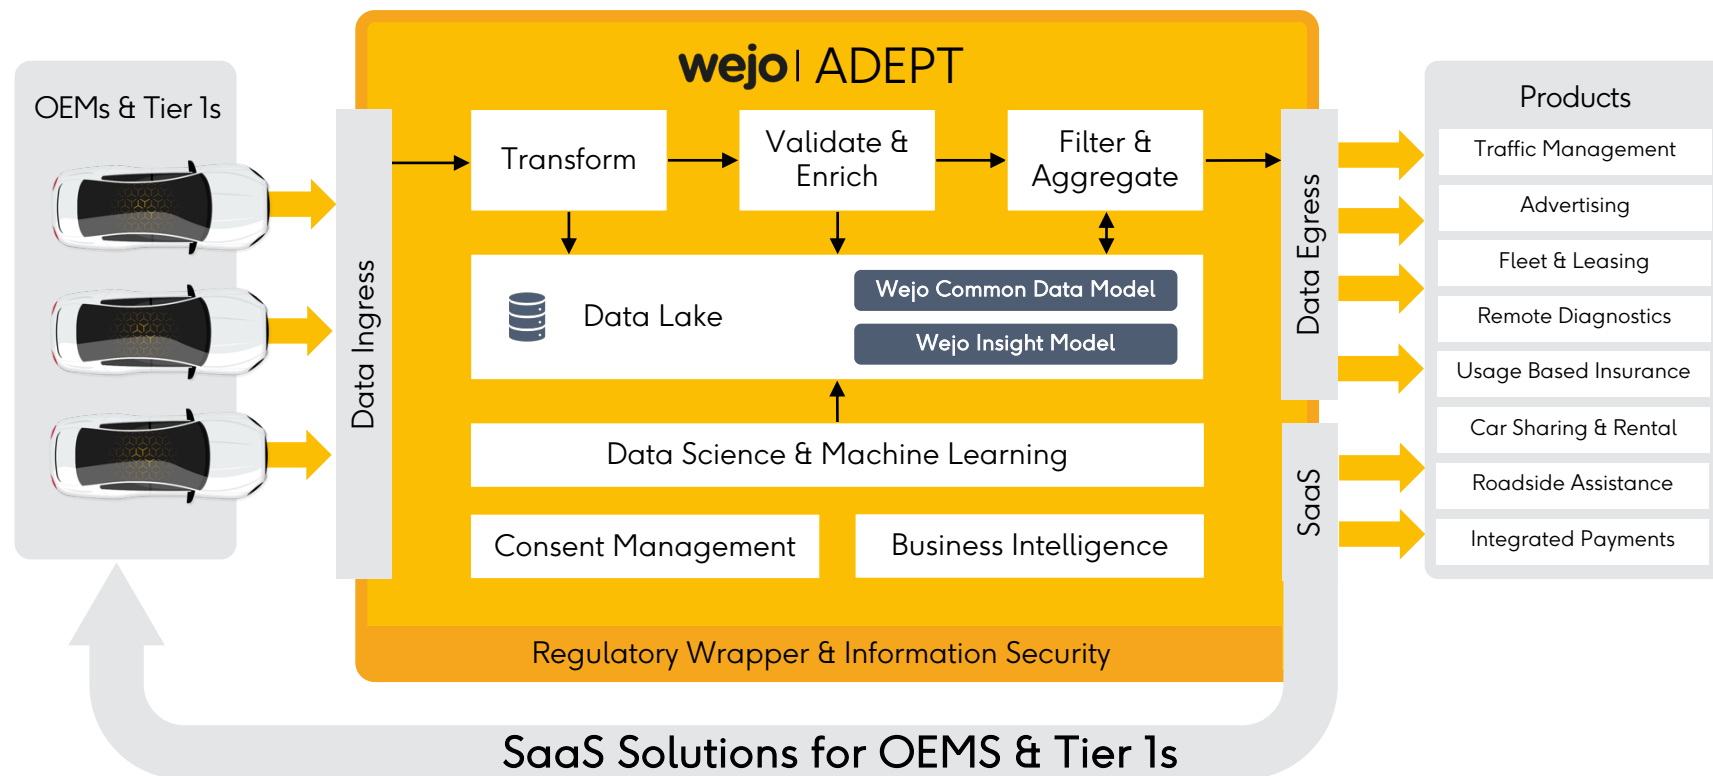 wejo | ADEPT
OEMs & Tier 1s
Data Ingress
Transform
Validate &
Enrich
Filter &
Aggregate
Data Lake
Wejo Common Data Model
Wejo Insight Model
Data Science & Machine Learning
Consent Management
Business Intelligence
Regulatory Wrapper & Information Security
Data Egress
SaaS
Products
Traffic Management
Advertising
Fleet & Leasing
Remote Diagnostics
Usage Based Insurance
Car Sharing & Rental
Roadside Assistance
Integrated Payments
SaaS Solutions for OEMS & Tier 1s